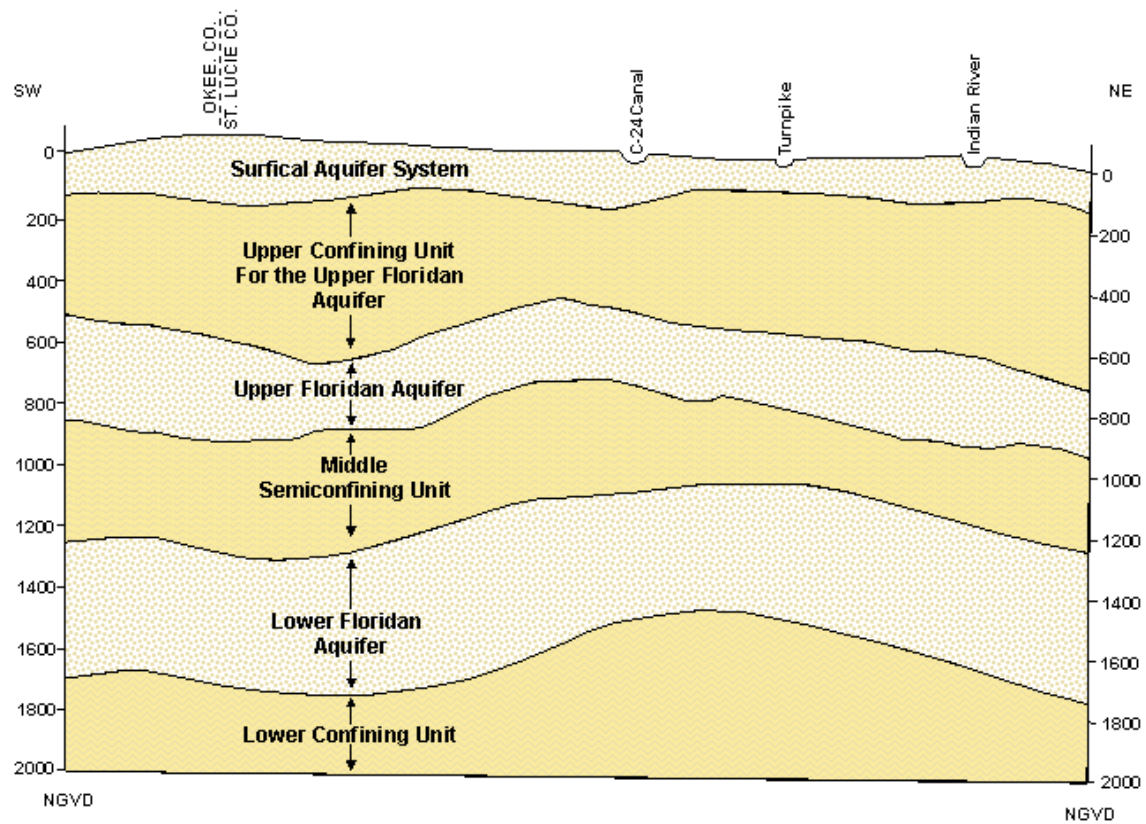 OKEE. CO.
ST. LUCIE CO.
SW
C-24 Canal
Turnpike
Indian River
NE
0
200
400
600
800
1000
1200
1400
1600
1800
2000
NGVD
Surfical Aquifer System
Upper Confining Unit
For the Upper Floridan
Aquifer
Upper Floridan Aquifer
Middle
Semiconfining Unit
Lower Floridan
Aquifer
Lower Confining Unit
0
200
400
600
800
1000
1200
1400
1600
1800
2000
NGVD